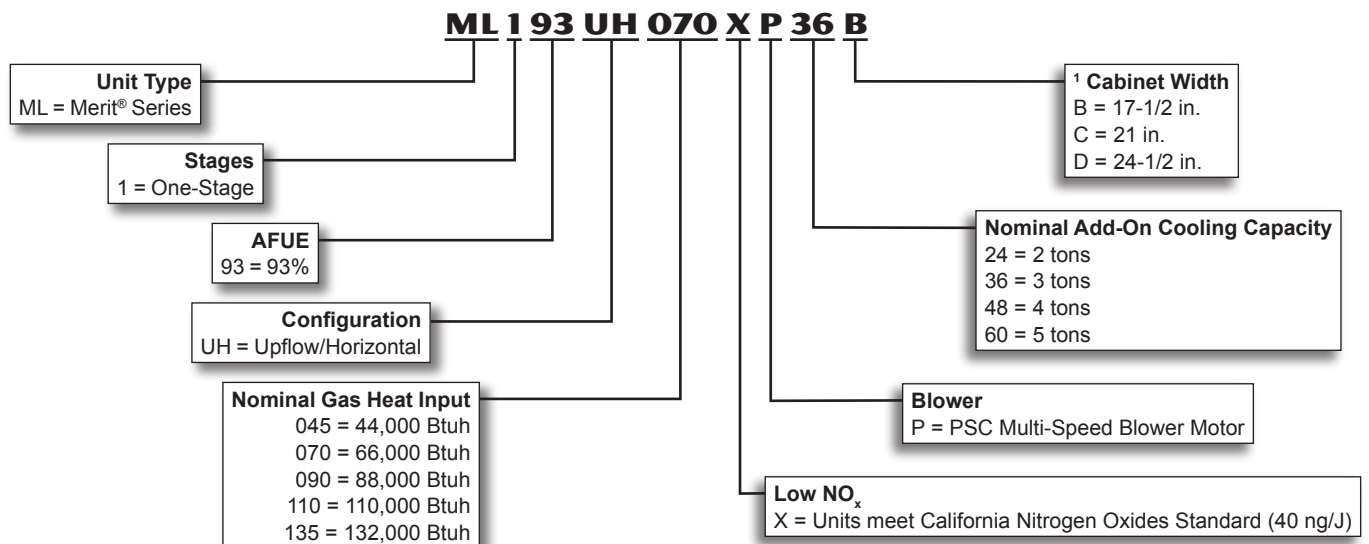 ML 1 93 UH 070 X P 36 B
Unit Type
ML = Merit® Series
Stages
1 = One-Stage
AFUE
93 = 93%
Configuration
UH = Upflow/Horizontal
Nominal Gas Heat Input
045 = 44,000 Btuh
070 = 66,000 Btuh
090 = 88,000 Btuh
110 = 110,000 Btuh
135 = 132,000 Btuh
¹ Cabinet Width
B = 17-1/2 in.
C = 21 in.
D = 24-1/2 in.
Nominal Add-On Cooling Capacity
24 = 2 tons
36 = 3 tons
48 = 4 tons
60 = 5 tons
Blower
P = PSC Multi-Speed Blower Motor
Low NOₓ
X = Units meet California Nitrogen Oxides Standard (40 ng/J)